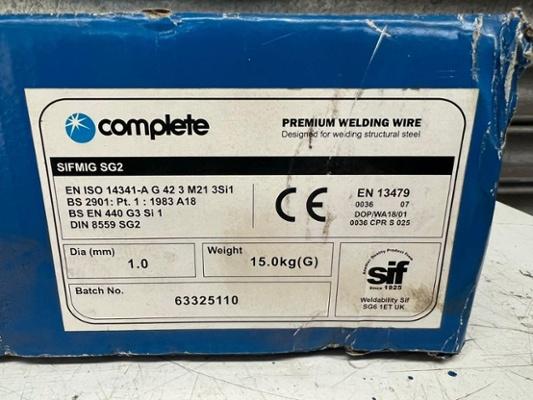 complete
PREMIUM WELDING WIRE
Designed for welding structural steel
SIFMIG SG2
EN ISO 14341-A G 42 3 M21 3Si1
BS 2901: Pt. 1 : 1983 A18
BS EN 440 G3 Si 1
DIN 8559 SG2
CE
EN 13479
0036 07
DOP/WA18/01
0036 CPR S 025
Dia (mm)
1.0
Weight
15.0kg(G)
Batch No.
63325110
sif
Since 1925
Weldability Sif
SG6 1ET UK